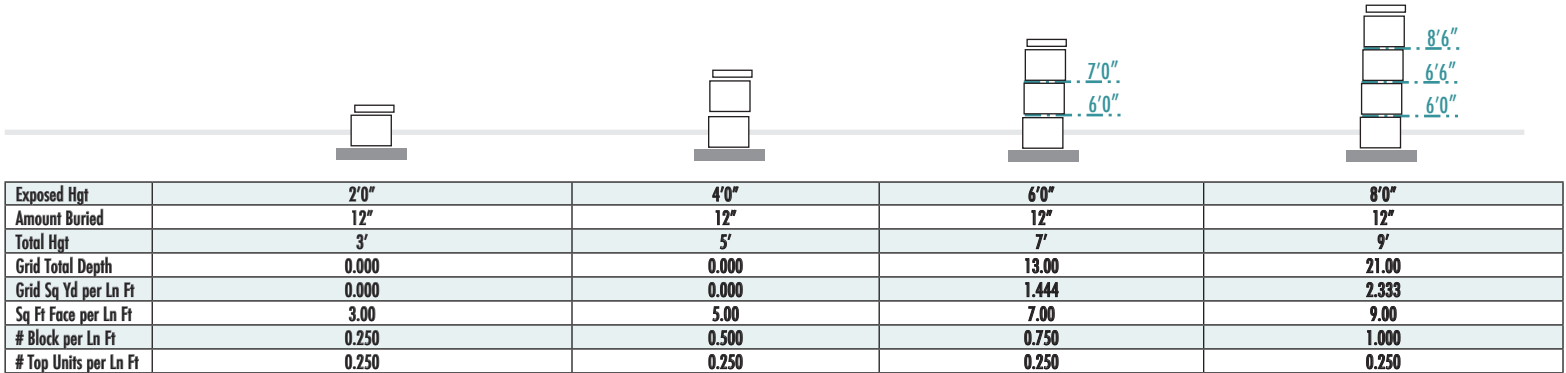 8'6"
7'0"
6'6"
6'0"
6'0"
Exposed Hgt 2'0" 4'0" 6'0" 8'0"
Amount Buried 12" 12" 12" 12"
Total Hgt 3' 5' 7' 9'
Grid Total Depth 0.000 0.000 13.00 21.00
Grid Sq Yd per Ln Ft 0.000 0.000 1.444 2.333
Sq Ft Face per Ln Ft 3.00 5.00 7.00 9.00
# Block per Ln Ft 0.250 0.500 0.750 1.000
# Top Units per Ln Ft 0.250 0.250 0.250 0.250